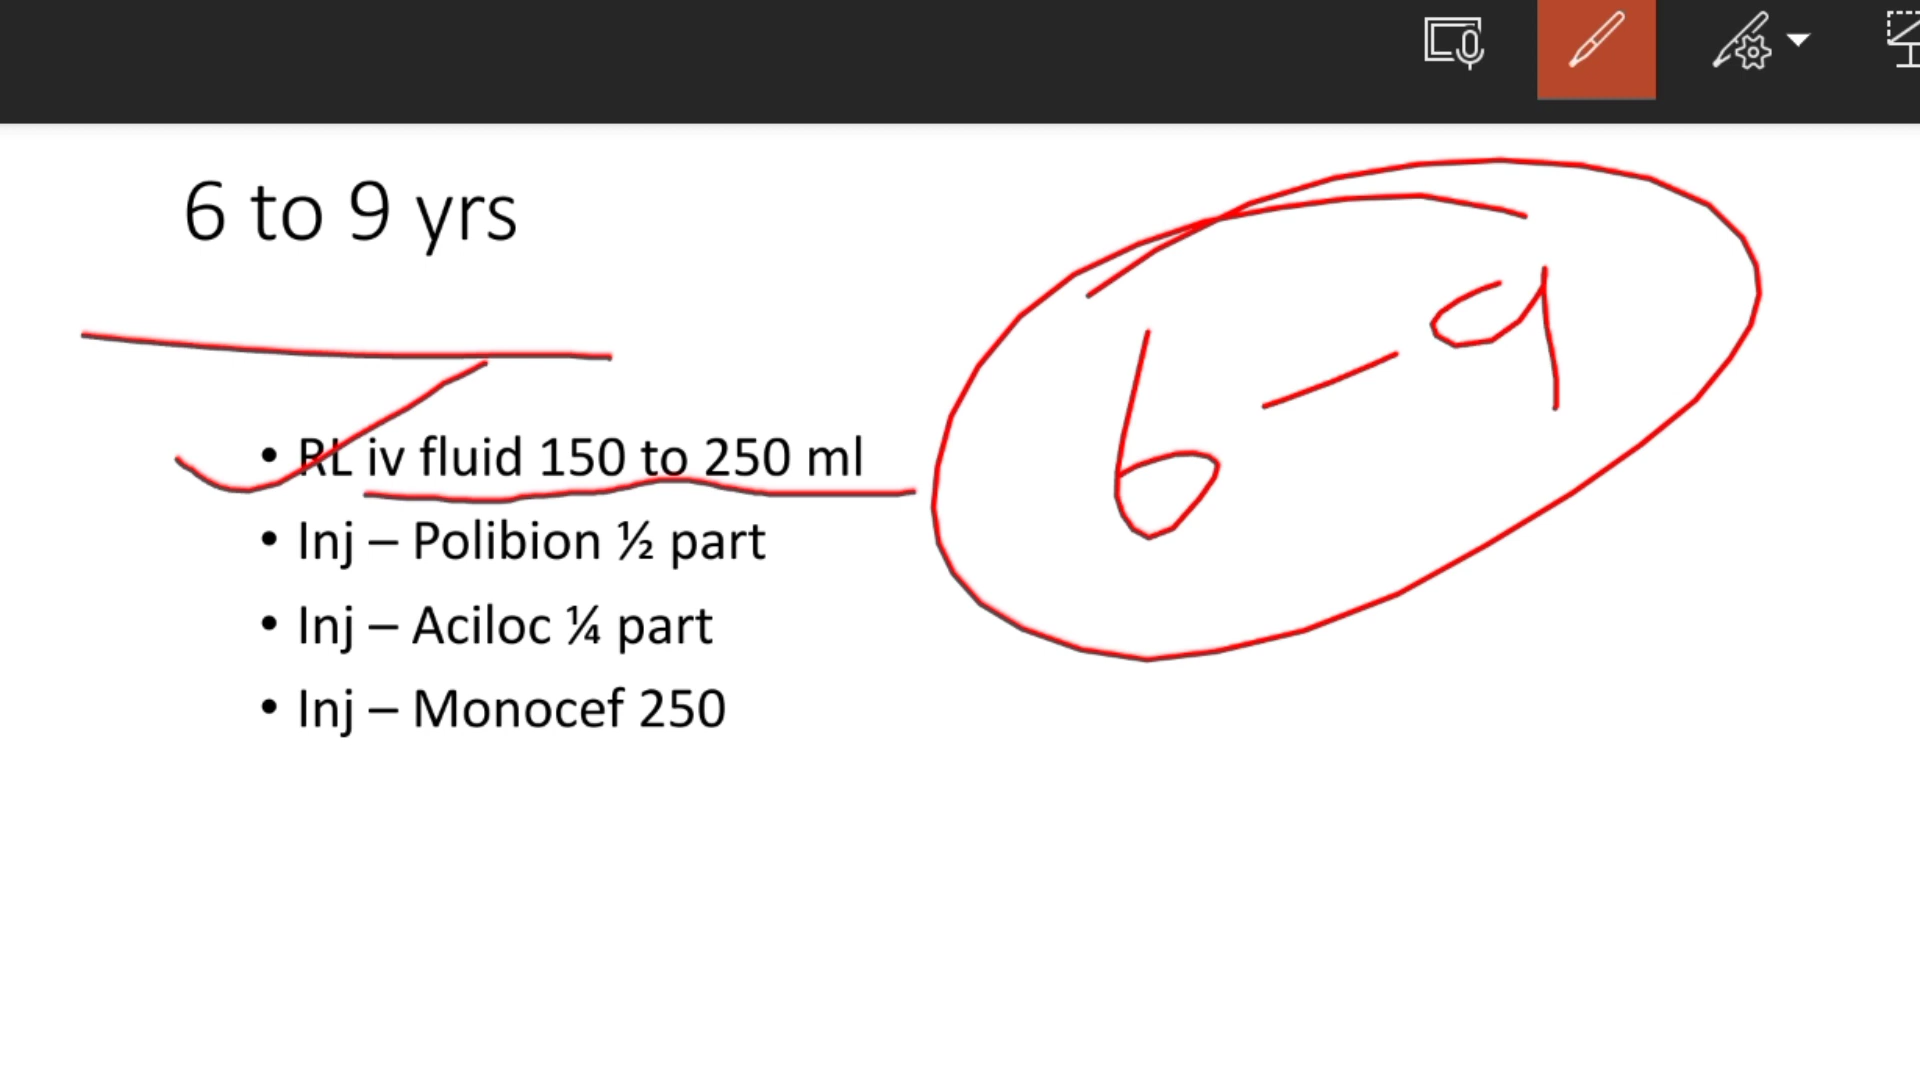 6 to 9 yrs
6 – 9
• RL iv fluid 150 to 250 ml
• Inj – Polibion ½ part
• Inj – Aciloc ¼ part
• Inj – Monocef 250